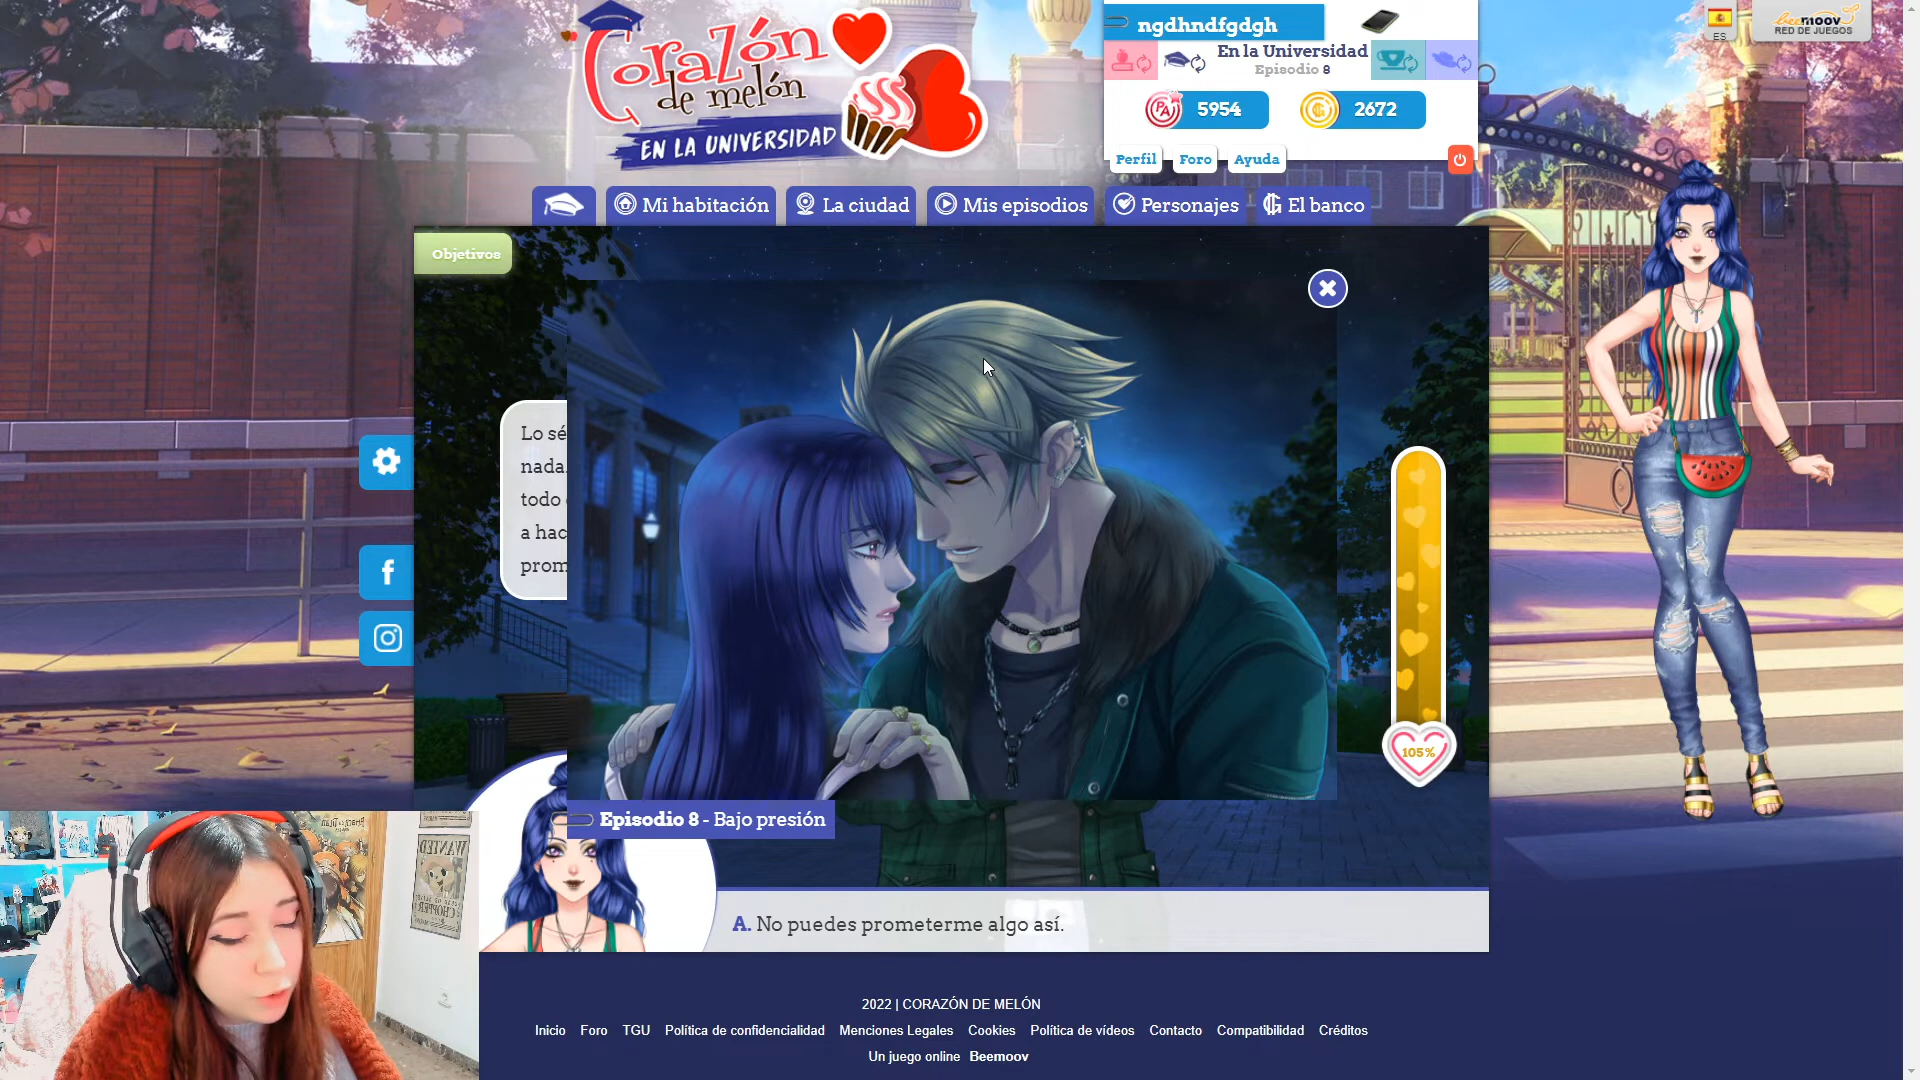 Corazón
de melón
EN LA UNIVERSIDAD
ngdhndfgdgh
En la Universidad
Episodio 8
PA 5954
2672
Perfil
Foro
Ayuda
ES
beemoov
RED DE JUEGOS
Mi habitación
La ciudad
Mis episodios
Personajes
El banco
Objetivos
Lo sé
nada.
todo
a hac
prom
105%
Episodio 8 - Bajo presión
A. No puedes prometerme algo así.
WANTED
CHOPPER
2022 | CORAZÓN DE MELÓN
Inicio Foro TGU Política de confidencialidad Menciones Legales Cookies Política de vídeos Contacto Compatibilidad Créditos
Un juego online Beemoov